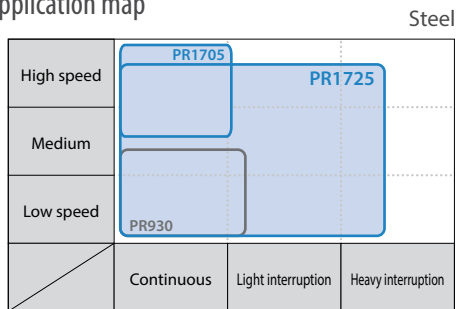 pplication map
Steel
High speed
PR1705
PR1725
Medium
Low speed
PR930
Continuous
Light interruption
Heavy interruption